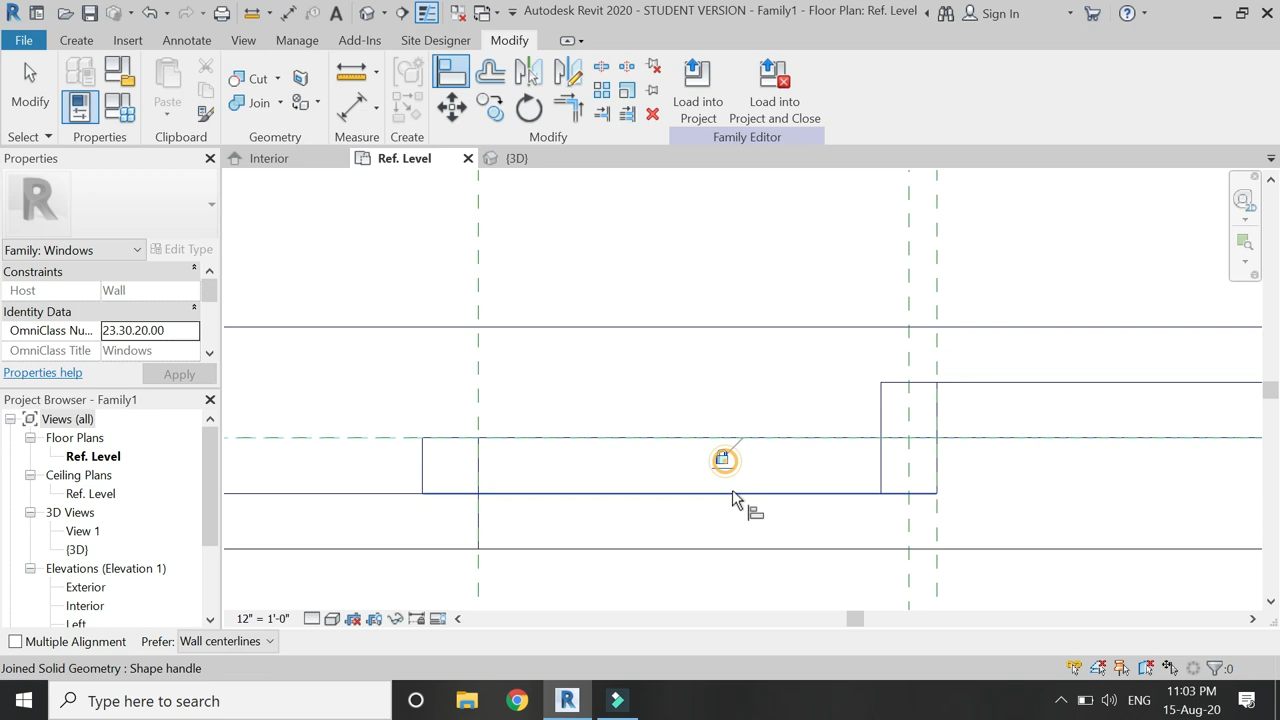 Autodesk Revit 2020 - STUDENT VERSION - Family1 - Floor Plan: Ref. Level
Sign In
File Create Insert Annotate View Manage Add-Ins Site Designer Modify
Modify
Paste
Cut
Join
Load into Project
Load into Project and Close
Select Properties Clipboard Geometry Measure Create Modify Family Editor
Properties
Interior Ref. Level {3D}
R
2D
Family: Windows Edit Type
Constraints
Host Wall
Identity Data
OmniClass Nu... 23.30.20.00
OmniClass Title Windows
Properties help Apply
Project Browser - Family1
Views (all)
Floor Plans
Ref. Level
Ceiling Plans
Ref. Level
3D Views
View 1
{3D}
Elevations (Elevation 1)
Exterior
Interior
Left
12" = 1'-0"
Multiple Alignment Prefer: Wall centerlines
Joined Solid Geometry : Shape handle
:0
Type here to search
ENG
11:03 PM
15-Aug-20